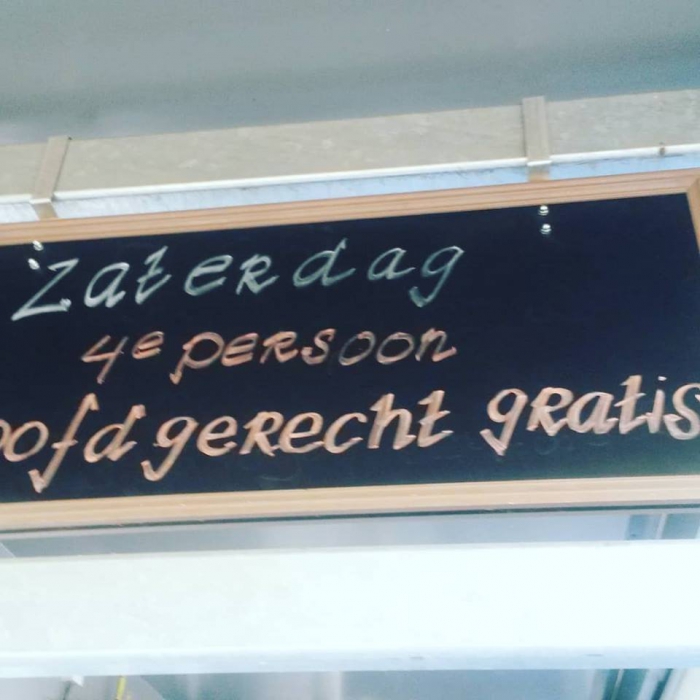 Zaterdag
4e persoon
oofdgerecht gratis